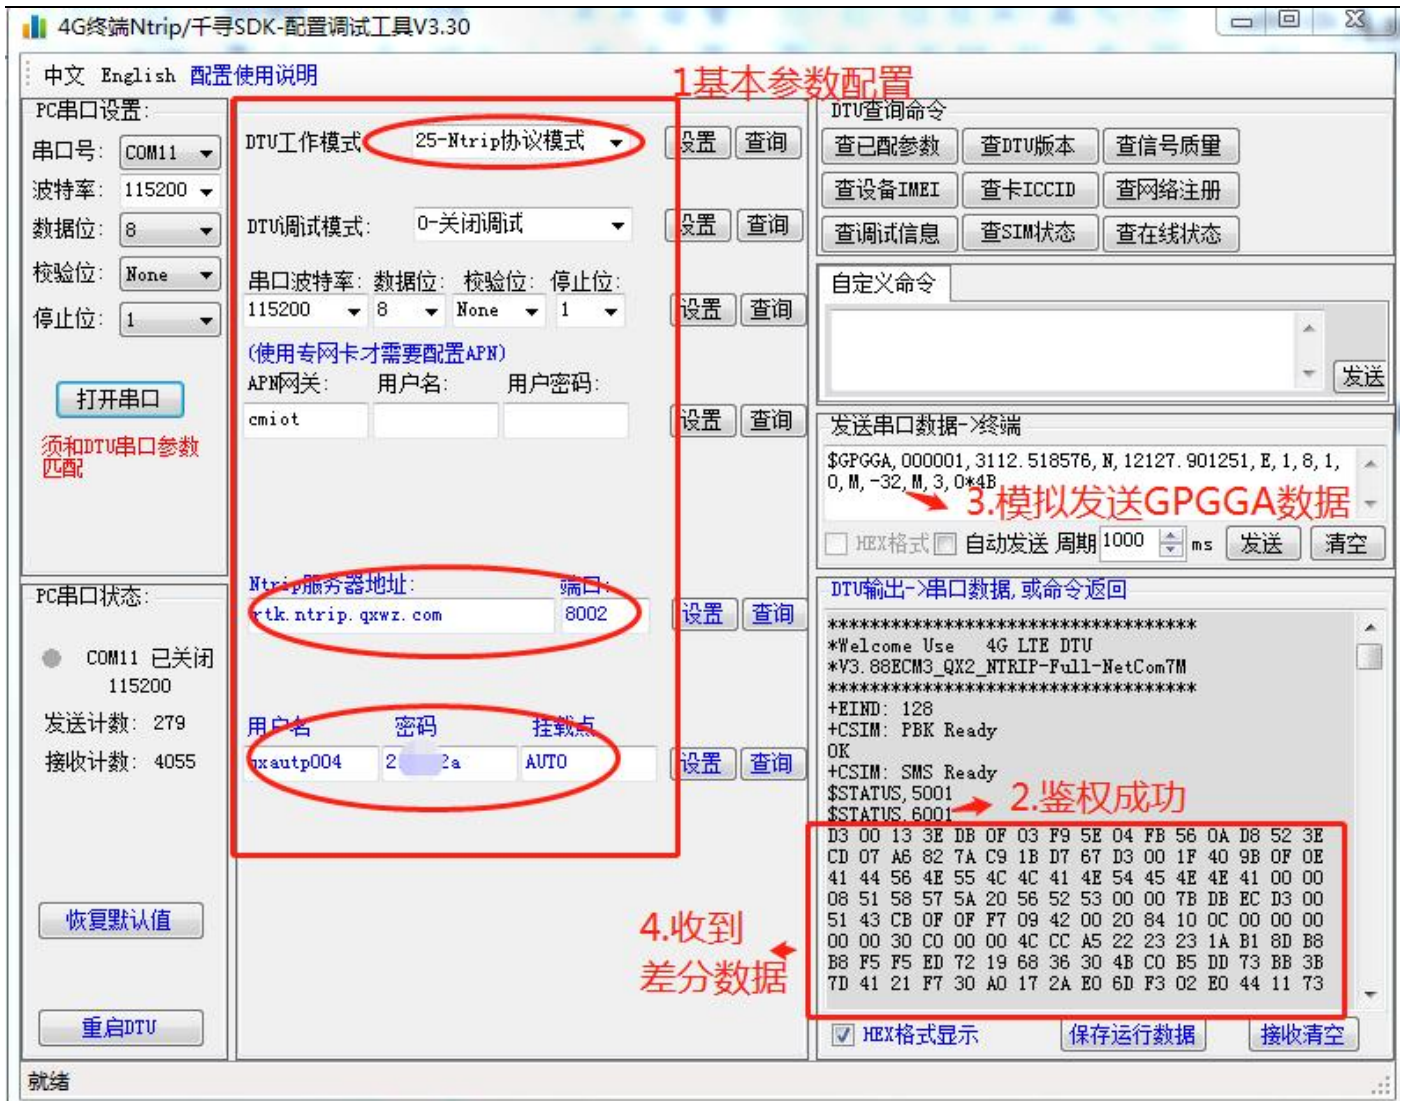 4G终端Ntrip/千寻SDK-配置调试工具V3.30
中文 English 配置使用说明
1基本参数配置
PC串口设置:
串口号: COM11
波特率: 115200
数据位: 8
校验位: None
停止位: 1
打开串口
须和DTU串口参数
匹配
PC串口状态:
COM11 已关闭
115200
发送计数: 279
接收计数: 4055
恢复默认值
重启DTU
DTU工作模式 25-Ntrip协议模式 设置 查询
DTU调试模式: 0-关闭调试 设置 查询
串口波特率: 数据位: 校验位: 停止位:
115200 8 None 1 设置 查询
(使用专网卡才需要配置APN)
APN网关: 用户名: 用户密码:
cmiot 设置 查询
Ntrip服务器地址: 端口:
rtk.ntrip.qxwz.com 8002 设置 查询
用户名 密码 挂载点
qxautp004 2 2a AUTO 设置 查询
DTU查询命令
查已配参数 查DTU版本 查信号质量
查设备IMEI 查卡ICCID 查网络注册
查调试信息 查SIM状态 查在线状态
自定义命令
发送
发送串口数据->终端
$GPGGA,000001,3112.518576,N,12127.901251,E,1,8,1,
0,M,-32,M,3,0*4B
3.模拟发送GPGGA数据
HEX格式 自动发送 周期 1000 ms 发送 清空
DTU输出->串口数据,或命令返回
***********************************
*Welcome Use 4G LTE DTU
*V3.88ECM3_QX2_NTRIP-Full-NetCom7M
***********************************
+EIND: 128
+CSIM: PBK Ready
OK
+CSIM: SMS Ready
$STATUS,5001
$STATUS,6001
2.鉴权成功
D3 00 13 3E DB 0F 03 F9 5E 04 FB 56 0A D8 52 3E
CD 07 A6 82 7A C9 1B D7 67 D3 00 1F 40 9B 0F 0E
41 44 56 4E 55 4C 4C 41 4E 54 45 4E 4E 41 00 00
08 51 58 57 5A 20 56 52 53 00 00 7B DB EC D3 00
51 43 CB 0F 0F F7 09 42 00 20 84 10 0C 00 00 00
00 00 30 C0 00 00 4C CC A5 22 23 23 1A B1 8D B8
B8 F5 F5 ED 72 19 68 36 30 4B C0 B5 DD 73 BB 3B
7D 41 21 F7 30 A0 17 2A E0 6D F3 02 E0 44 11 73
4.收到
差分数据
HEX格式显示 保存运行数据 接收清空
就绪